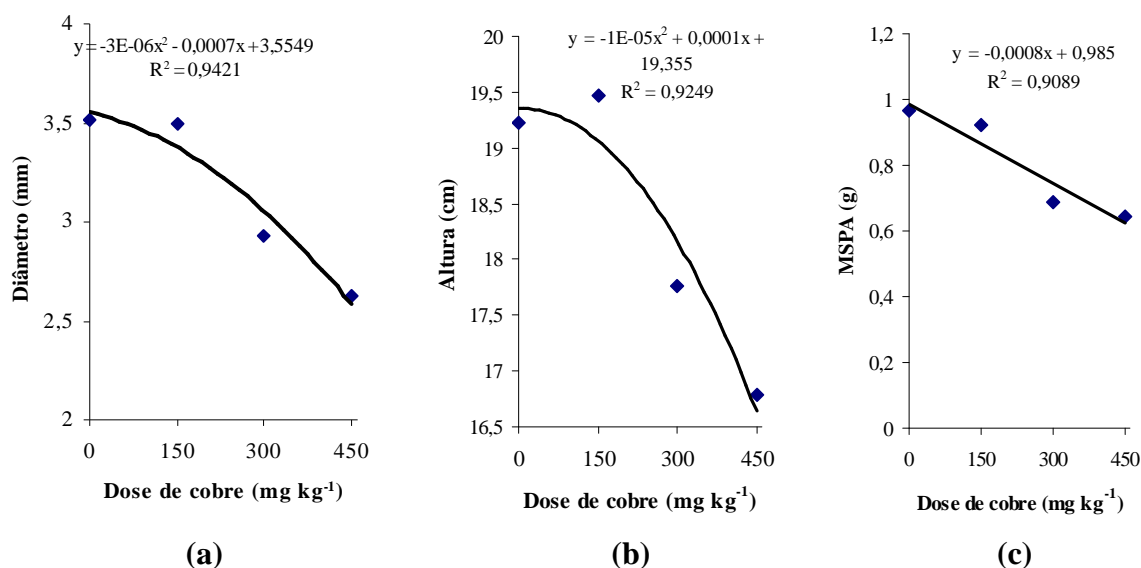 y = -3E-06x² - 0,0007x + 3,5549
R² = 0,9421
4
3,5
3
2,5
2
Diâmetro (mm)
0 150 300 450
Dose de cobre (mg kg⁻¹)
(a)
y = -1E-05x² + 0,0001x +
19,355
R² = 0,9249
20
19,5
19
18,5
18
17,5
17
16,5
Altura (cm)
0 150 300 450
Dose de cobre (mg kg⁻¹)
(b)
y = -0,0008x + 0,985
R² = 0,9089
1,2
1
0,8
0,6
0,4
0,2
0
MSPA (g)
0 150 300 450
Dose de cobre (mg kg⁻¹)
(c)